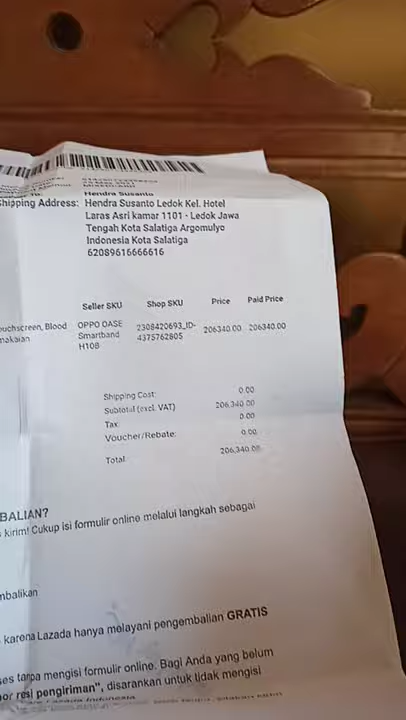 Hendra Susanto
Shipping Address: Hendra Susanto Ledok Kel. Hotel
Laras Asri kamar 1101 - Ledok Jawa
Tengah Kota Salatiga Argomulyo
Indonesia Kota Salatiga
62089616666616
Seller SKU Shop SKU Price Paid Price
ouchscreen, Blood OPPO OASE 2308420693_ID- 206340.00 206340.00
makaian Smartband 4375762805
H10B
Shipping Cost: 0.00
Subtotal (excl. VAT) 206,340.00
Tax 0.00
Voucher/Rebate: 0.00
Total 206,340.00
BALIAN?
kirim! Cukup isi formulir online melalui langkah sebagai
mbalikan
karena Lazada hanya melayani pengembalian GRATIS
ses tanpa mengisi formulir online. Bagi Anda yang belum
or resi pengiriman", disarankan untuk tidak mengisi